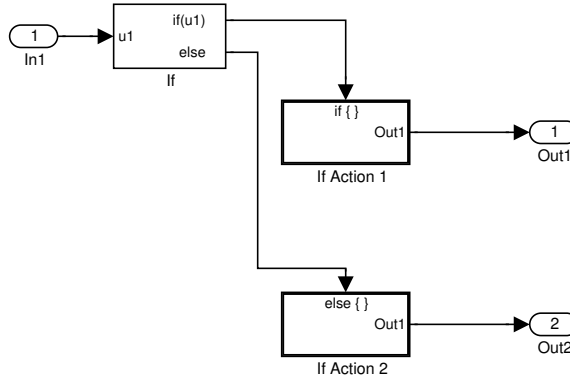 1
In1
u1
if(u1)
else
If
if { }
Out1
If Action 1
1
Out1
else { }
Out1
If Action 2
2
Out2